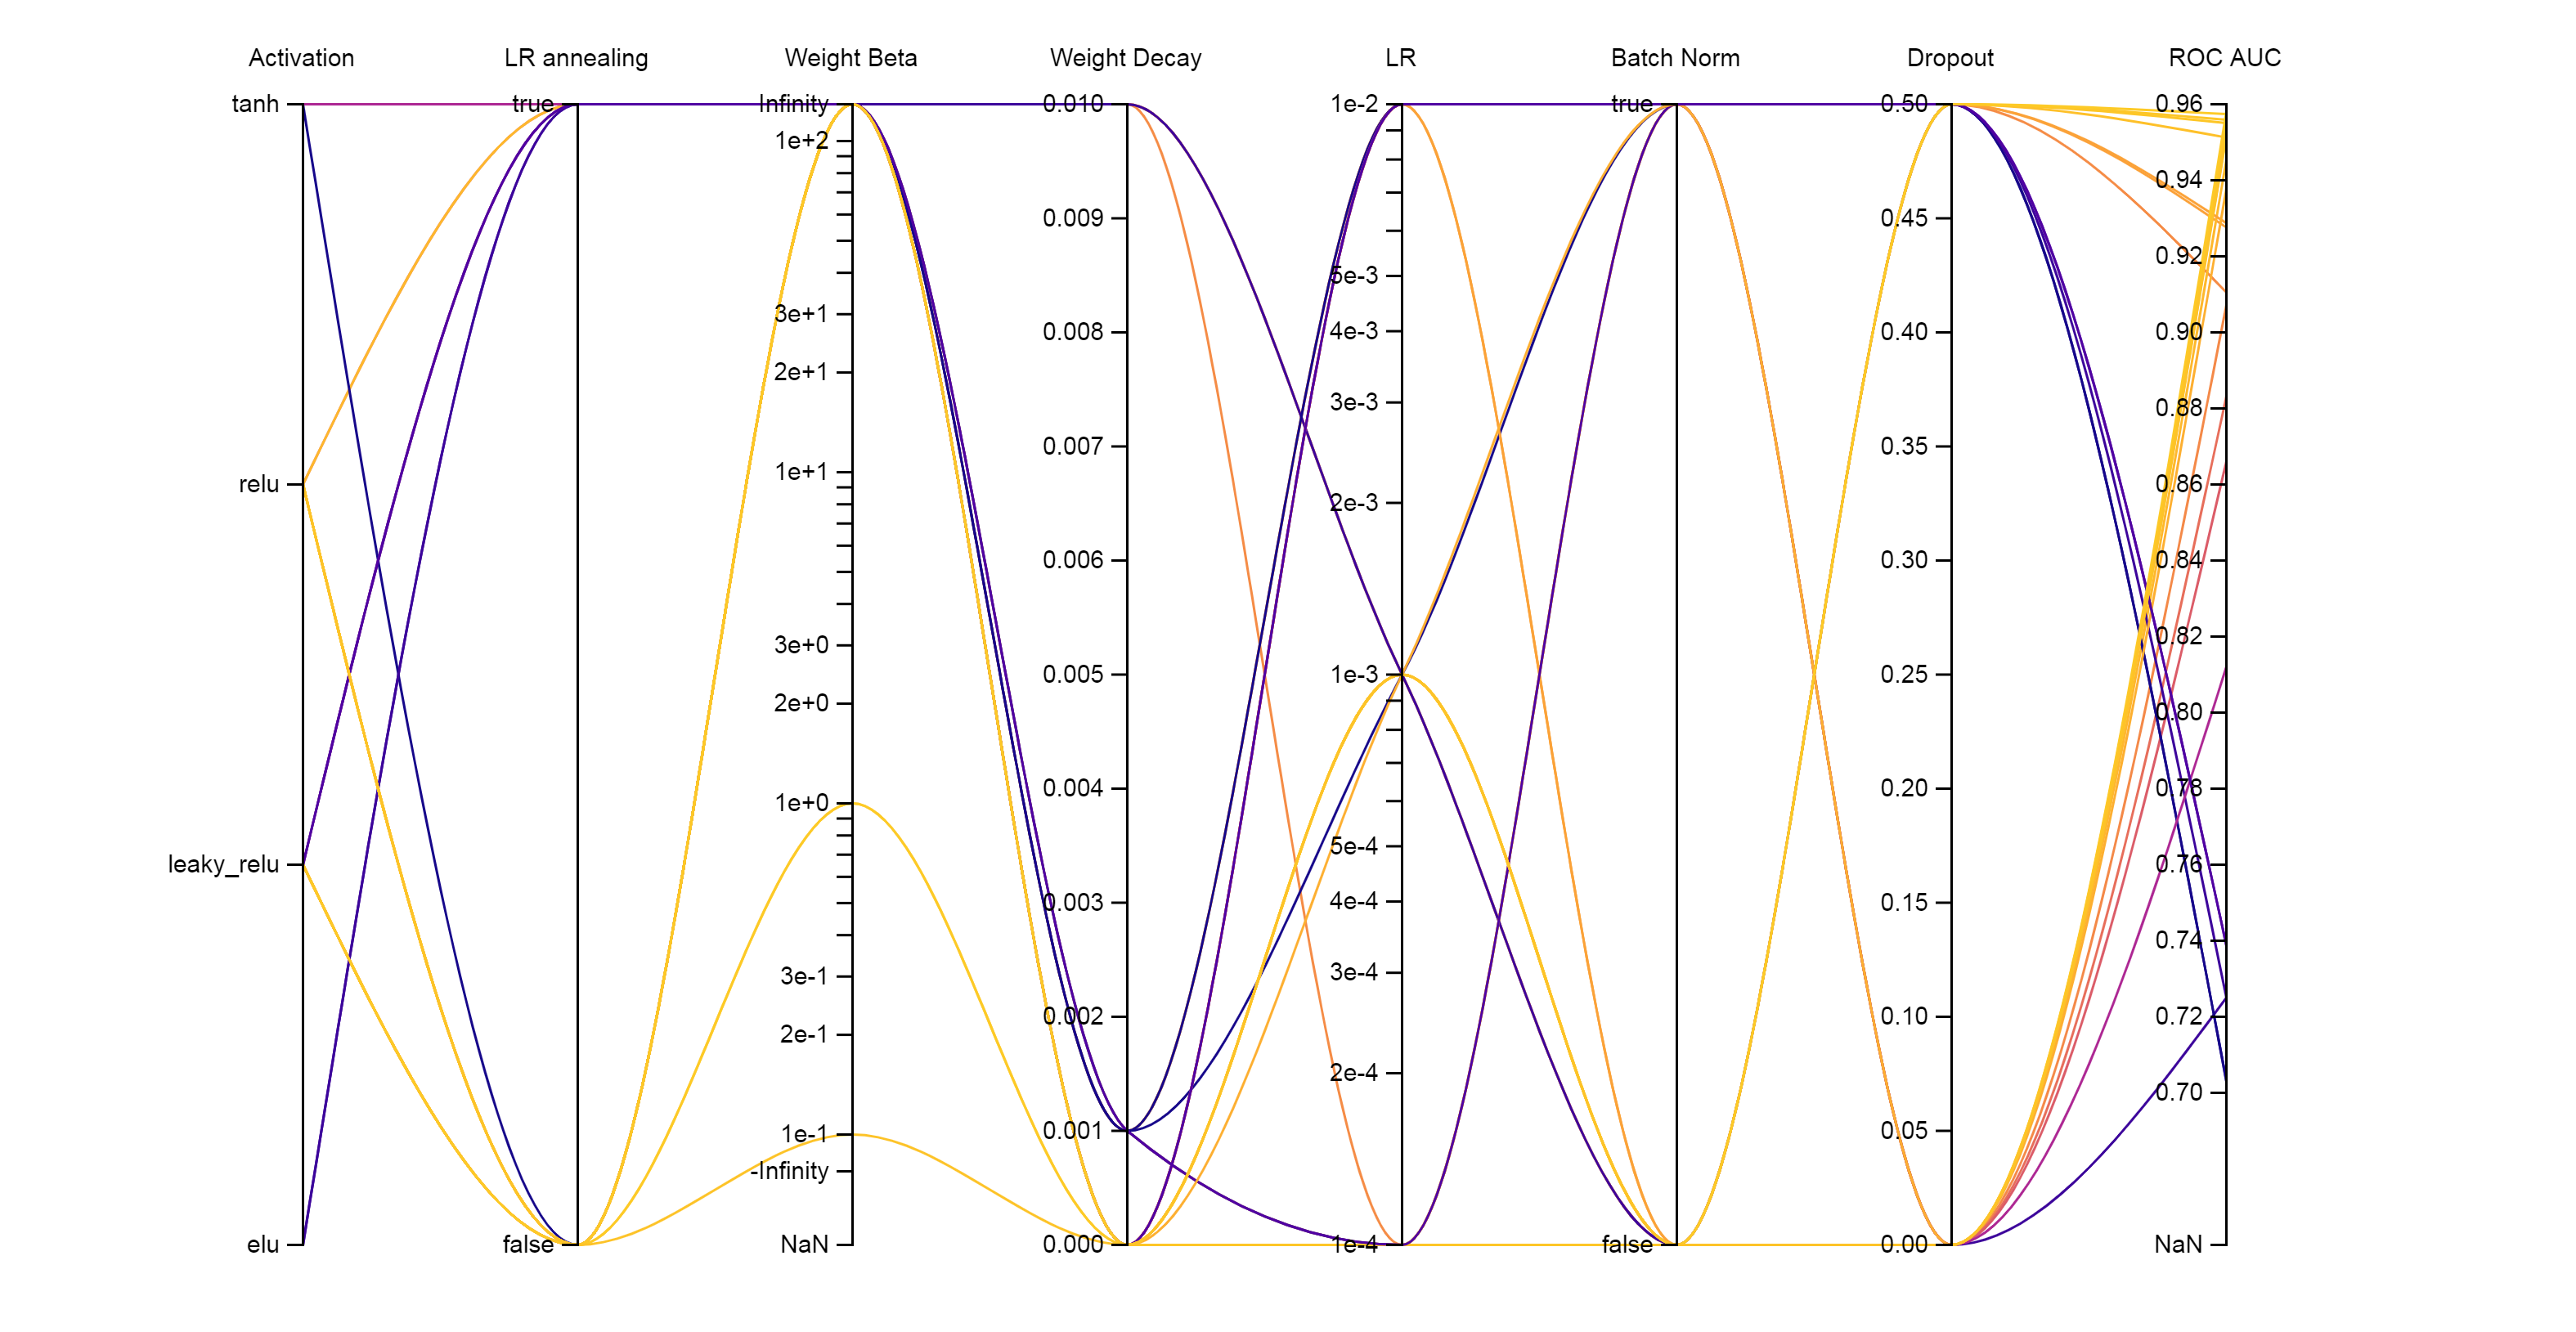 Activation
LR annealing
Weight Beta
Weight Decay
LR
Batch Norm
Dropout
ROC AUC
tanh
relu
leaky_relu
elu
true
false
Infinity
1e+2
3e+1
2e+1
1e+1
3e+0
2e+0
1e+0
3e-1
2e-1
1e-1
-Infinity
NaN
0.010
0.009
0.008
0.007
0.006
0.005
0.004
0.003
0.002
0.001
0.000
1e-2
5e-3
4e-3
3e-3
2e-3
1e-3
5e-4
4e-4
3e-4
2e-4
1e-4
true
false
0.50
0.45
0.40
0.35
0.30
0.25
0.20
0.15
0.10
0.05
0.00
0.96
0.94
0.92
0.90
0.88
0.86
0.84
0.82
0.80
0.78
0.76
0.74
0.72
0.70
NaN